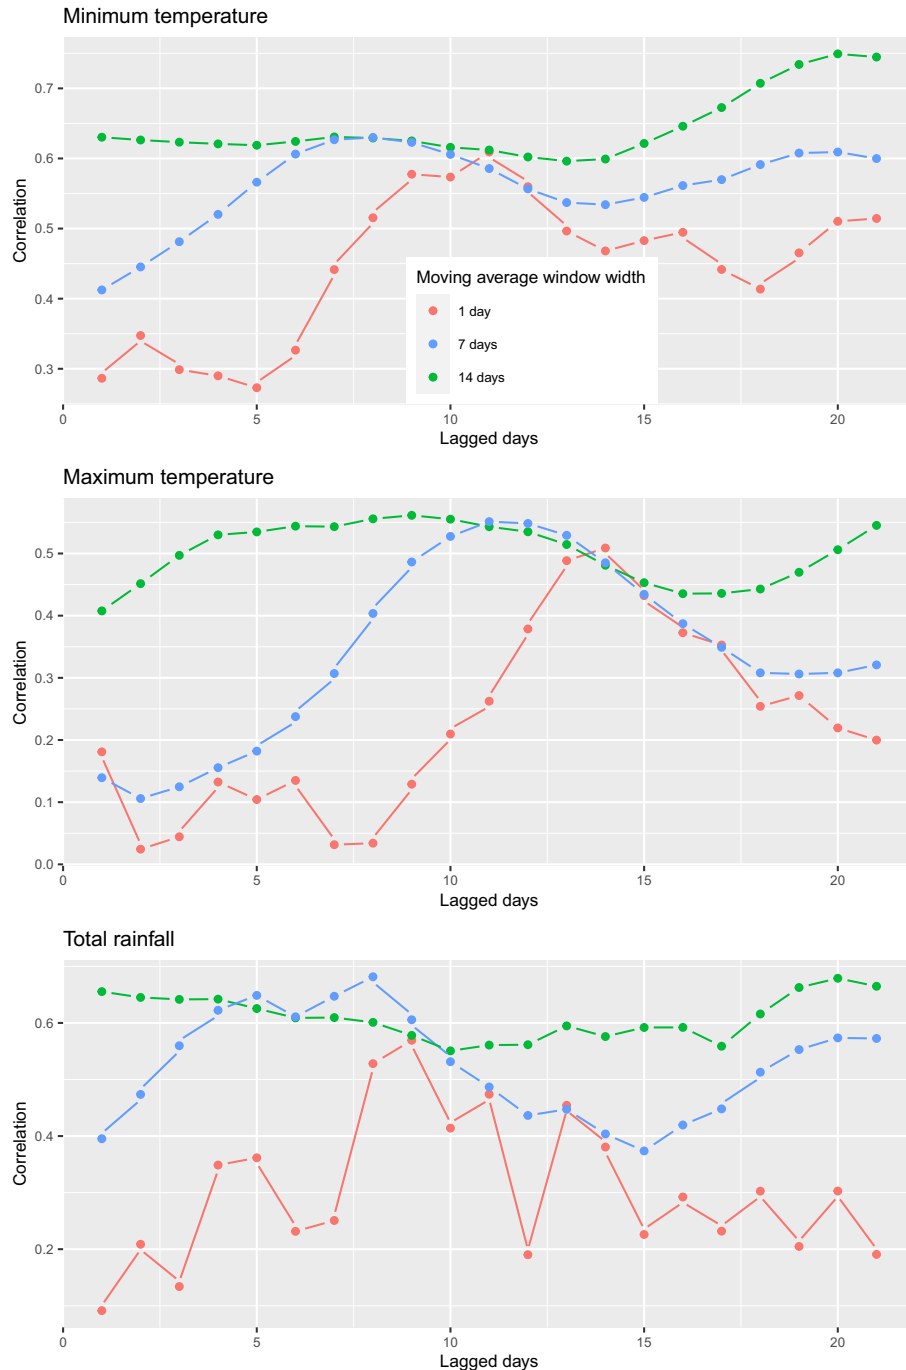 Minimum temperature
0.7
0.6
0.5
0.4
0.3
Correlation
Moving average window width
1 day
7 days
14 days
0 5 10 15 20
Lagged days
Maximum temperature
0.5
0.4
0.3
0.2
0.1
0.0
Correlation
0 5 10 15 20
Lagged days
Total rainfall
0.6
0.4
0.2
Correlation
0 5 10 15 20
Lagged days